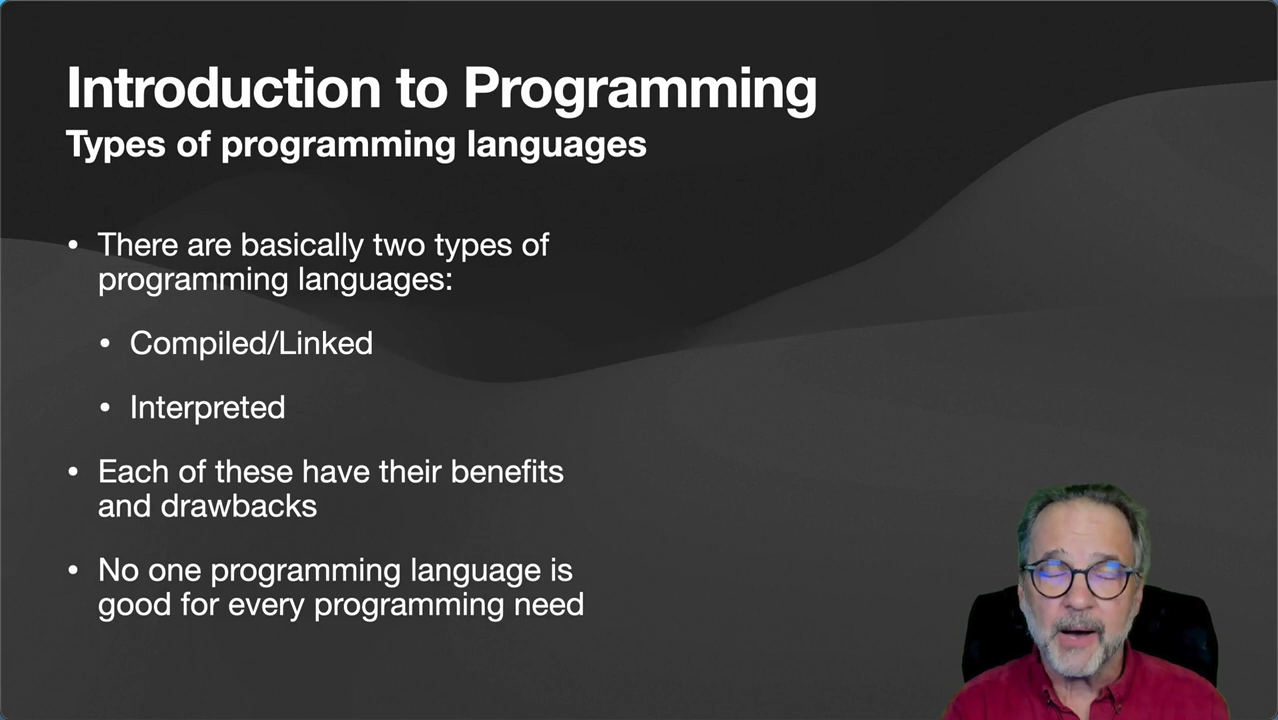 Introduction to Programming
Types of programming languages
• There are basically two types of
programming languages:
• Compiled/Linked
• Interpreted
• Each of these have their benefits
and drawbacks
• No one programming language is
good for every programming need